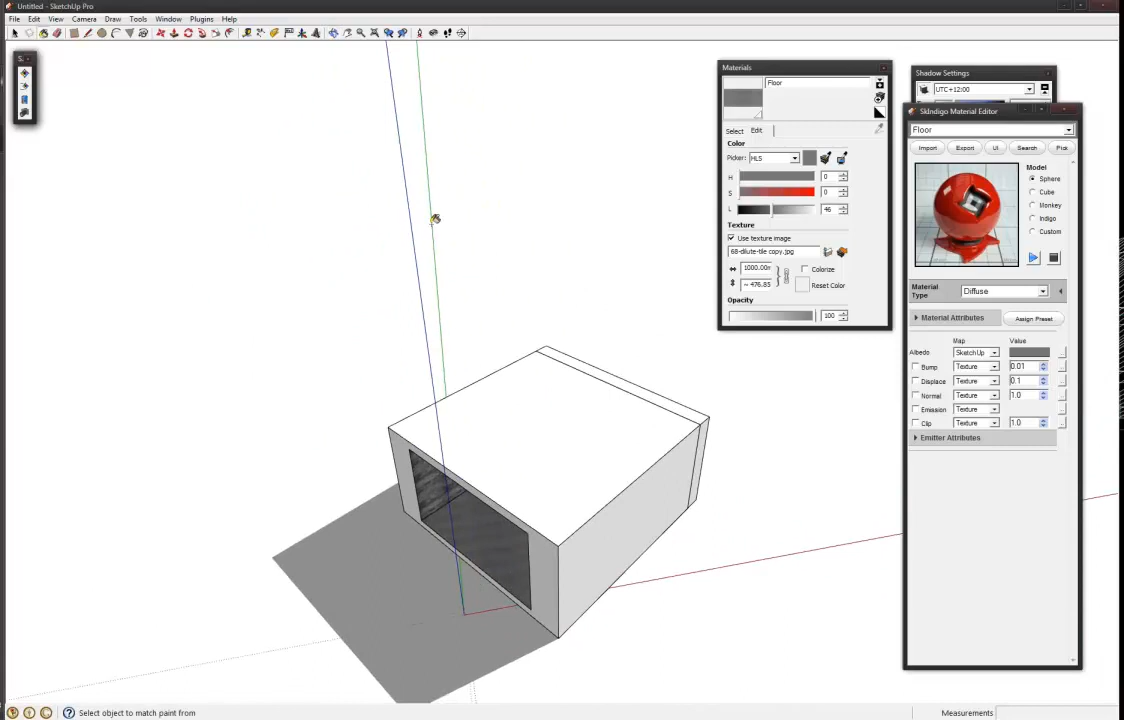 Untitled - SketchUp Pro
File Edit View Camera Draw Tools Window Plugins Help
S..
Materials
Floor
Select Edit
Color
Picker: HLS
H 0
S 0
L 46
Texture
Use texture image
68-dilute-tile copy.jpg
1000.00m
Colorize
~ 476.85
Reset Color
Opacity
100
Shadow Settings
UTC+12:00
SkIndigo Material Editor
Floor
Import Export UI Search Pick
Model
Sphere
Cube
Monkey
Indigo
Custom
Material Type Diffuse
Material Attributes Assign Preset
Map Value
Albedo SketchUp
Bump Texture 0.01
Displace Texture 0.1
Normal Texture 1.0
Emission Texture
Clip Texture 1.0
Emitter Attributes
Select object to match paint from
Measurements